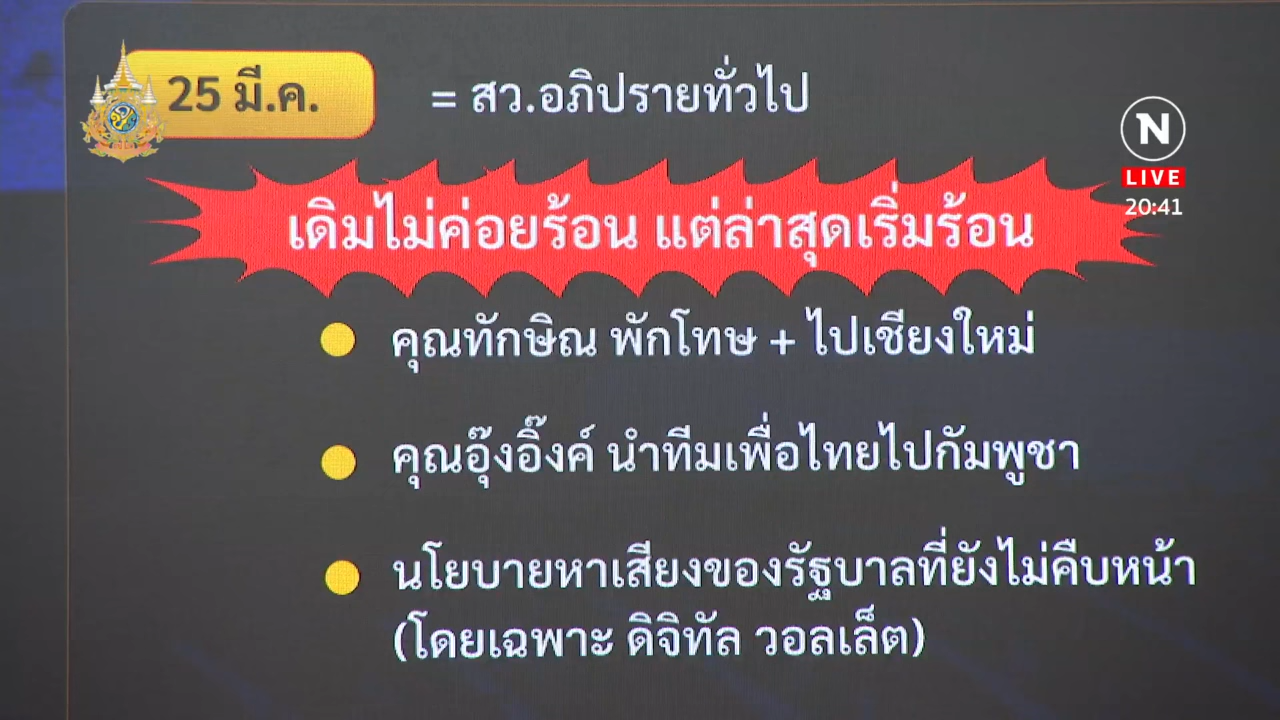 25 มี.ค. = สว.อภิปรายทั่วไป
N
LIVE
20:41
เดิมไม่ค่อยร้อน แต่ล่าสุดเริ่มร้อน
คุณทักษิณ พักโทษ + ไปเชียงใหม่
คุณอุ๊งอิ๊งค์ นำทีมเพื่อไทยไปกัมพูชา
นโยบายหาเสียงของรัฐบาลที่ยังไม่คืบหน้า
(โดยเฉพาะ ดิจิทัล วอลเล็ต)